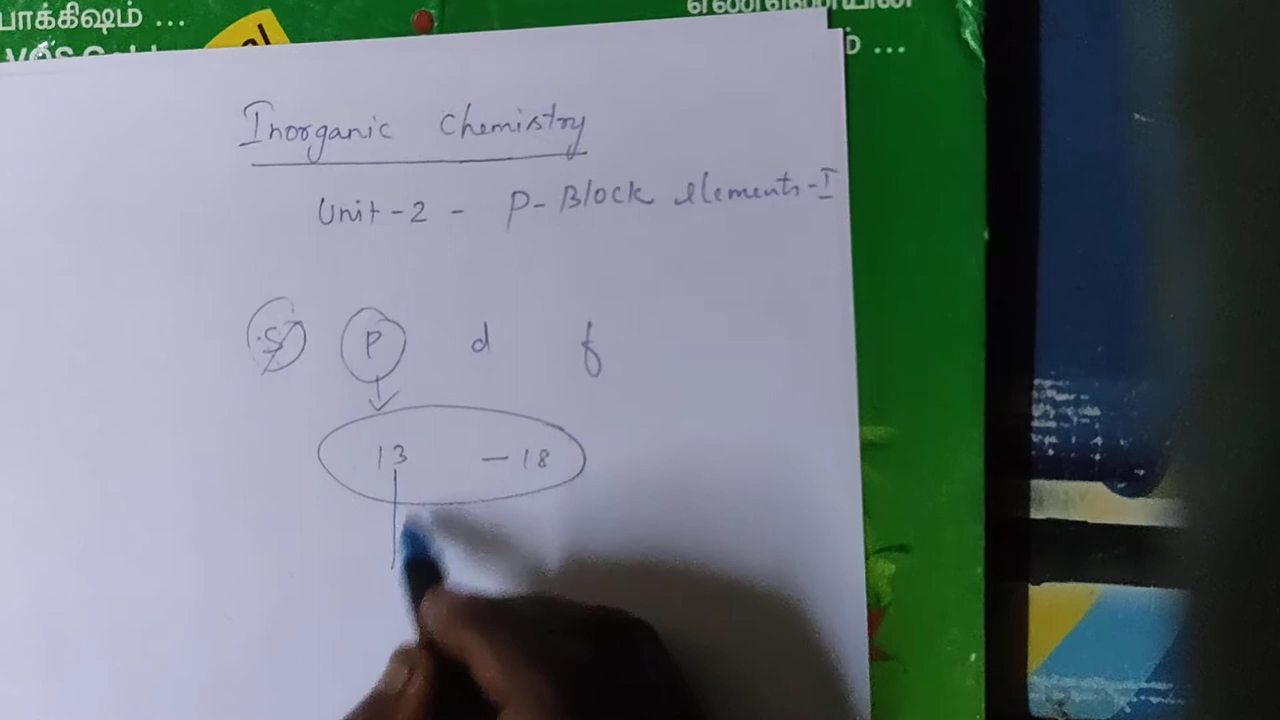 பாக்கிஷம் ...
Inorganic Chemistry
Unit-2 - P-Block elements-I
S P d f
13 - 18